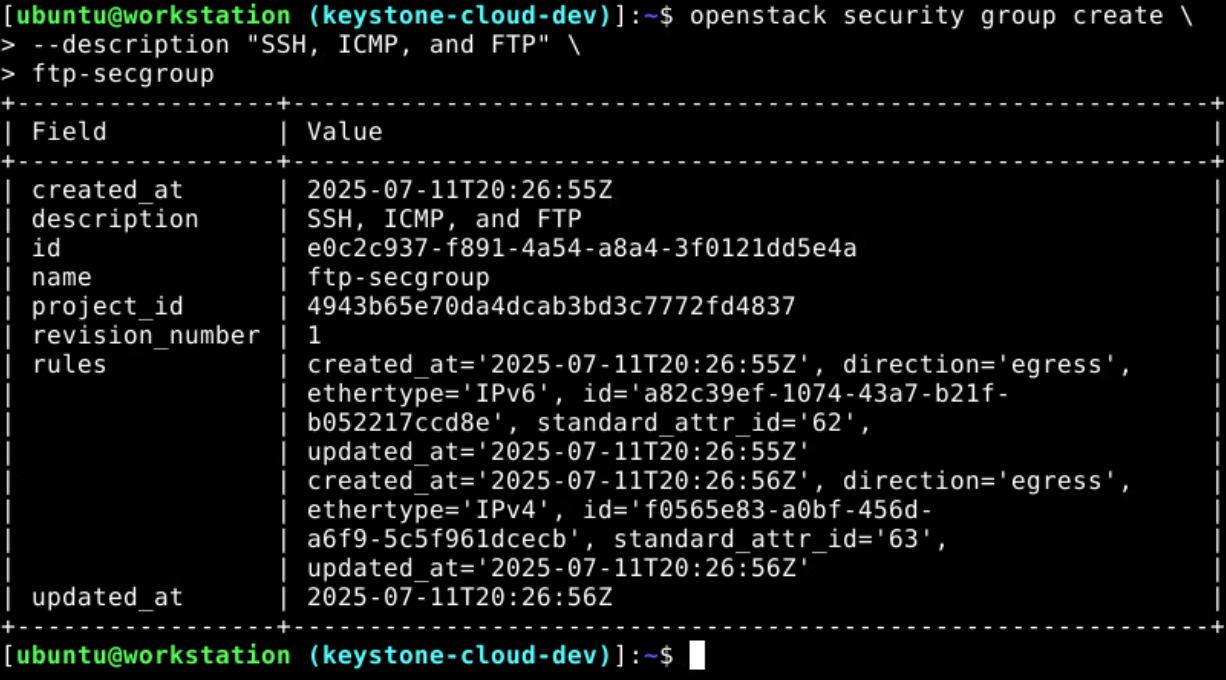 [ubuntu@workstation (keystone-cloud-dev)]:~$ openstack security group create \
> --description "SSH, ICMP, and FTP" \
> ftp-secgroup
+-----------------+-------------------------------------------------------------+
| Field           | Value                                                       |
+-----------------+-------------------------------------------------------------+
| created_at      | 2025-07-11T20:26:55Z                                        |
| description     | SSH, ICMP, and FTP                                          |
| id              | e0c2c937-f891-4a54-a8a4-3f0121dd5e4a                        |
| name            | ftp-secgroup                                                |
| project_id      | 4943b65e70da4dcab3bd3c7772fd4837                            |
| revision_number | 1                                                           |
| rules           | created_at='2025-07-11T20:26:55Z', direction='egress',      |
|                 | ethertype='IPv6', id='a82c39ef-1074-43a7-b21f-              |
|                 | b052217ccd8e', standard_attr_id='62',                       |
|                 | updated_at='2025-07-11T20:26:55Z'                           |
|                 | created_at='2025-07-11T20:26:56Z', direction='egress',      |
|                 | ethertype='IPv4', id='f0565e83-a0bf-456d-                   |
|                 | a6f9-5c5f961dcecb', standard_attr_id='63',                  |
|                 | updated_at='2025-07-11T20:26:56Z'                           |
| updated_at      | 2025-07-11T20:26:56Z                                        |
+-----------------+-------------------------------------------------------------+
[ubuntu@workstation (keystone-cloud-dev)]:~$